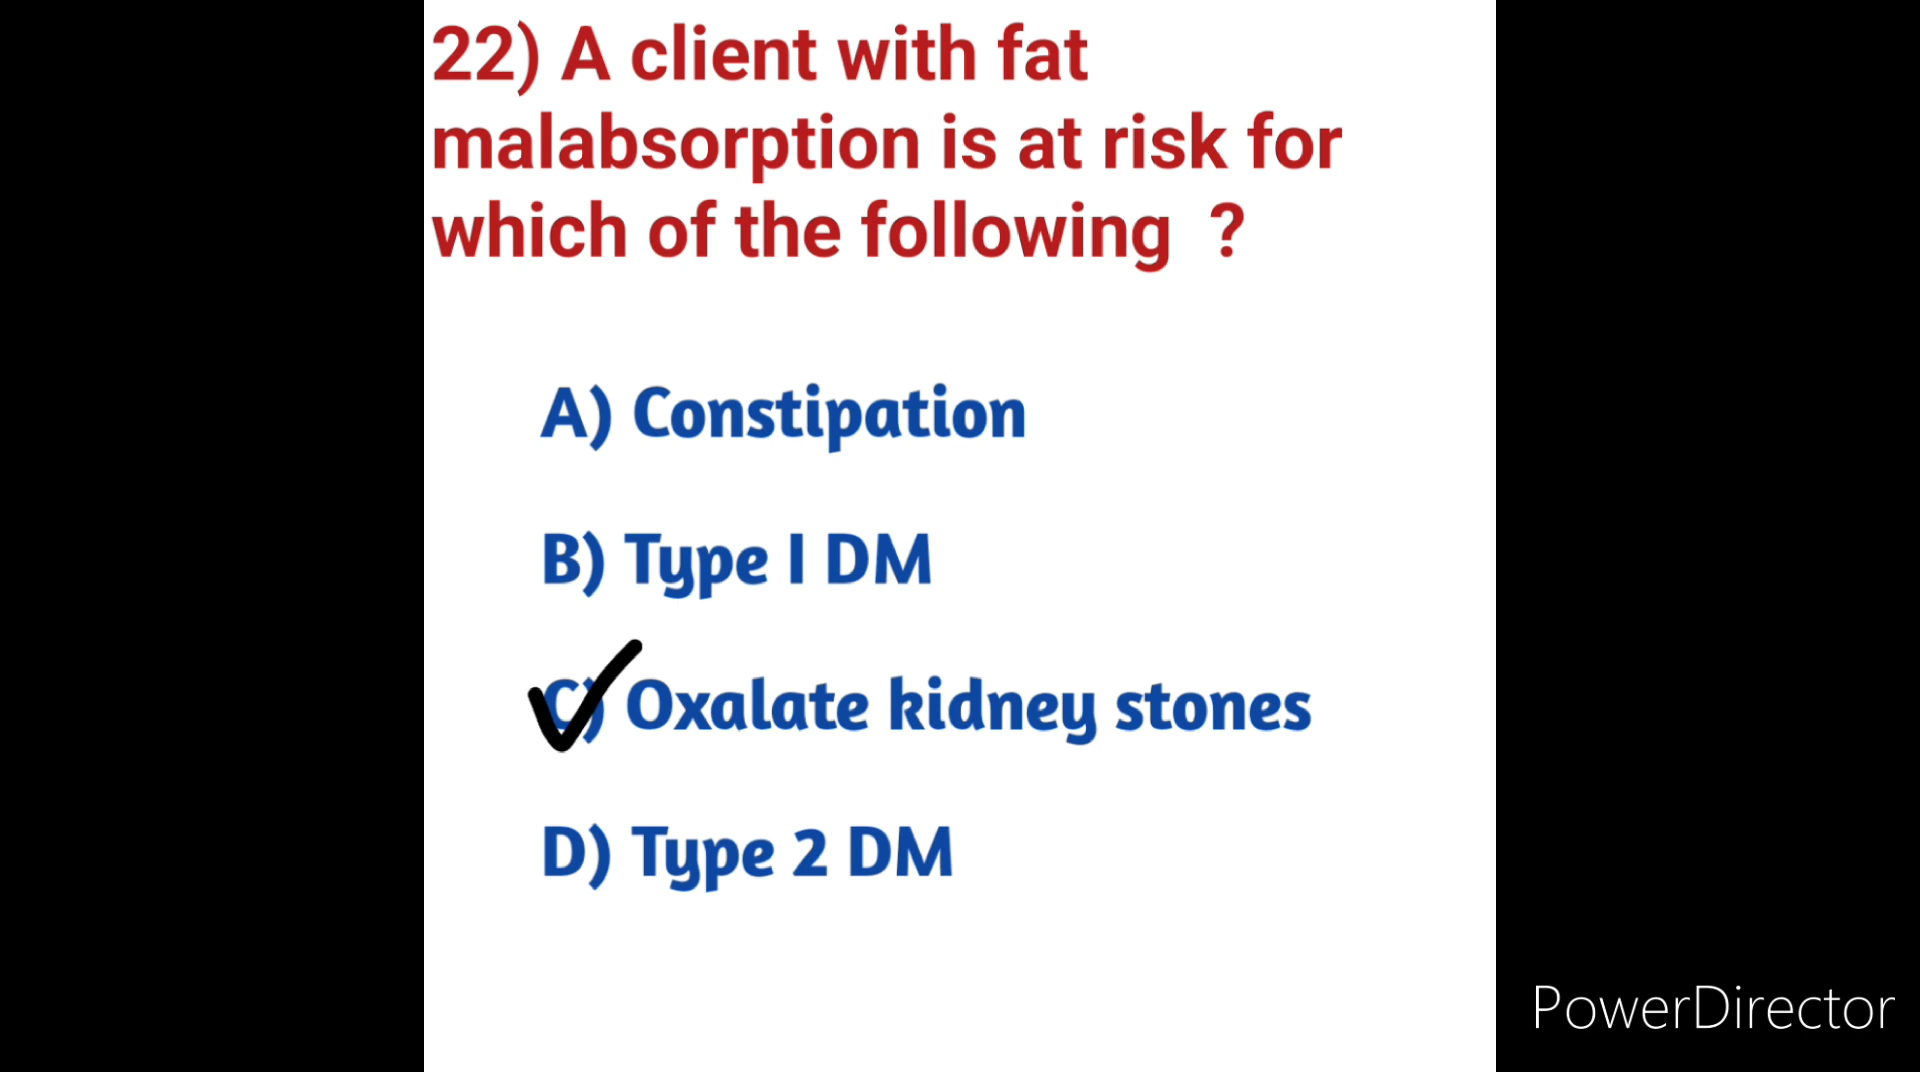 22) A client with fat
malabsorption is at risk for
which of the following ?
A) Constipation
B) Type I DM
C) Oxalate kidney stones
D) Type 2 DM
PowerDirector